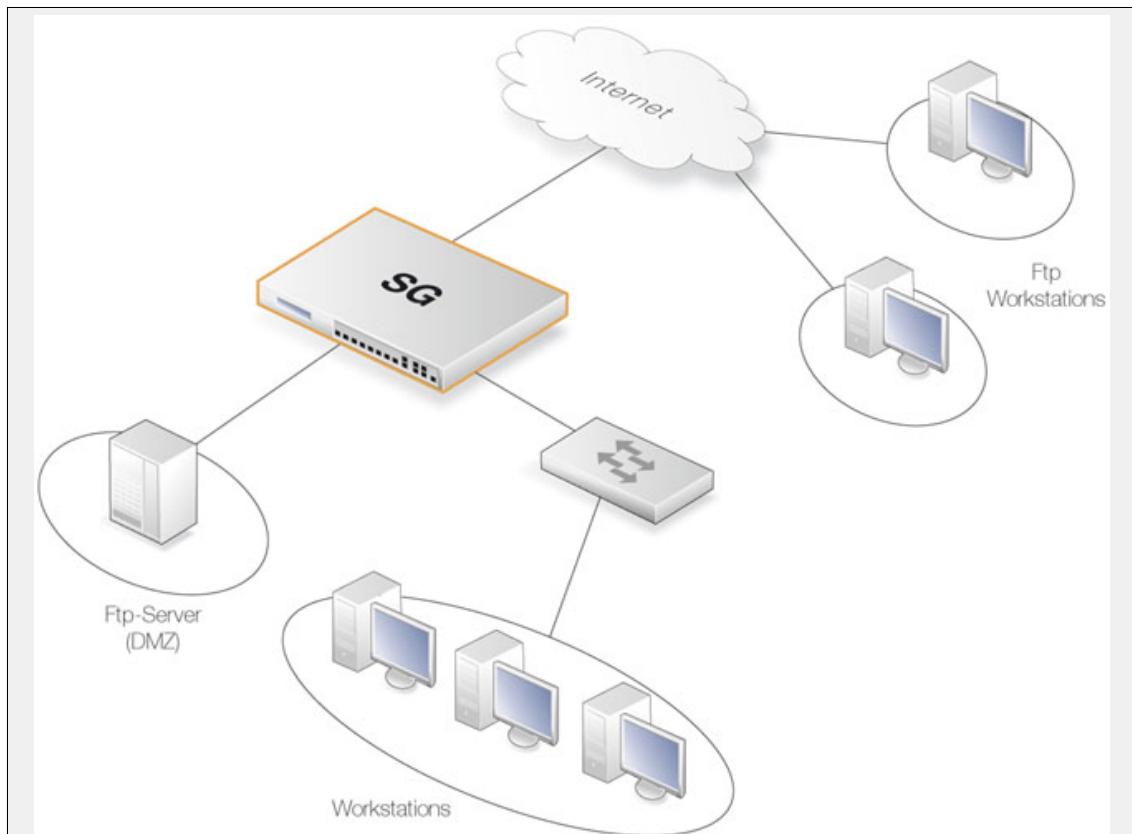 Internet
SG
Ftp
Workstations
Ftp-Server
(DMZ)
Workstations